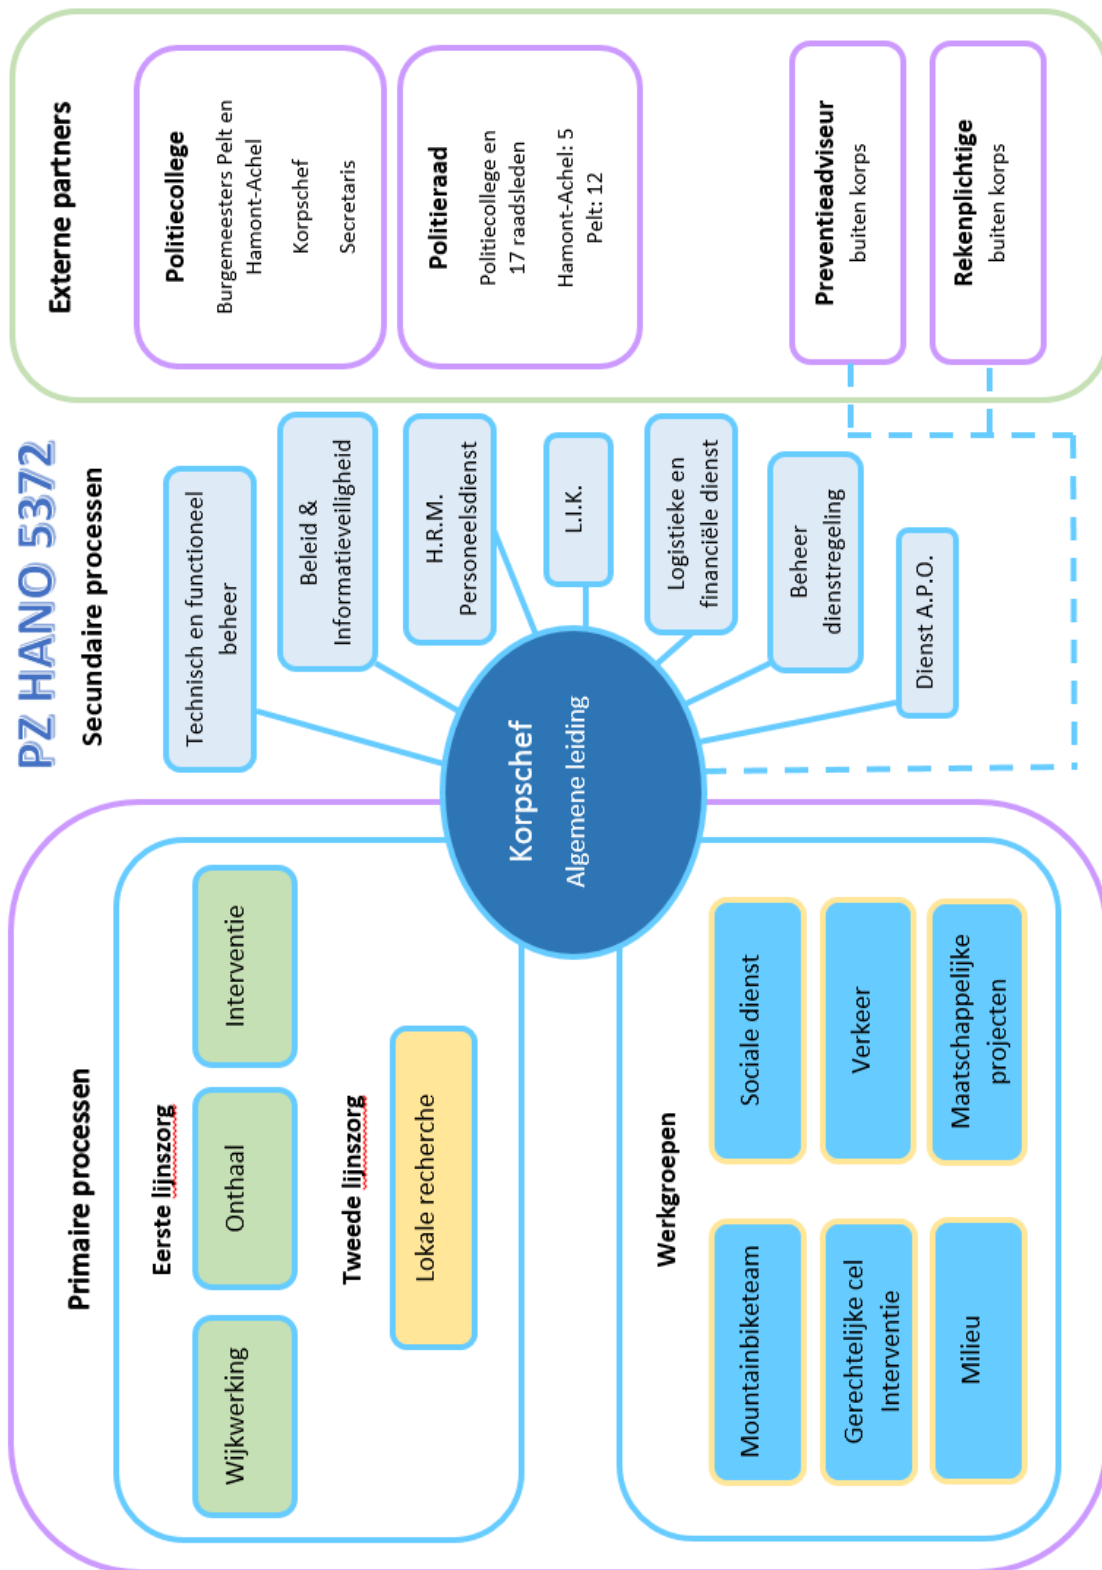 PZ HANO 5372
Primaire processen
Eerste lijnszorg
Wijkwerking
Onthaal
Interventie
Tweede lijnszorg
Lokale recherche
Werkgroepen
Mountainbiketeam
Sociale dienst
Gerechtelijke cel
Interventie
Verkeer
Milieu
Maatschappelijke
projecten
Korpschef
Algemene leiding
Secundaire processen
Technisch en functioneel
beheer
Beleid &
Informatieveiligheid
H.R.M.
Personeelsdienst
L.I.K.
Logistieke en
financiële dienst
Beheer
dienstregeling
Dienst A.P.O.
Externe partners
Politiecollege
Burgemeesters Pelt en
Hamont-Achel
Korpschef
Secretaris
Politieraad
Politiecollege en
17 raadsleden
Hamont-Achel: 5
Pelt: 12
Preventieadviseur
buiten korps
Rekenplichtige
buiten korps